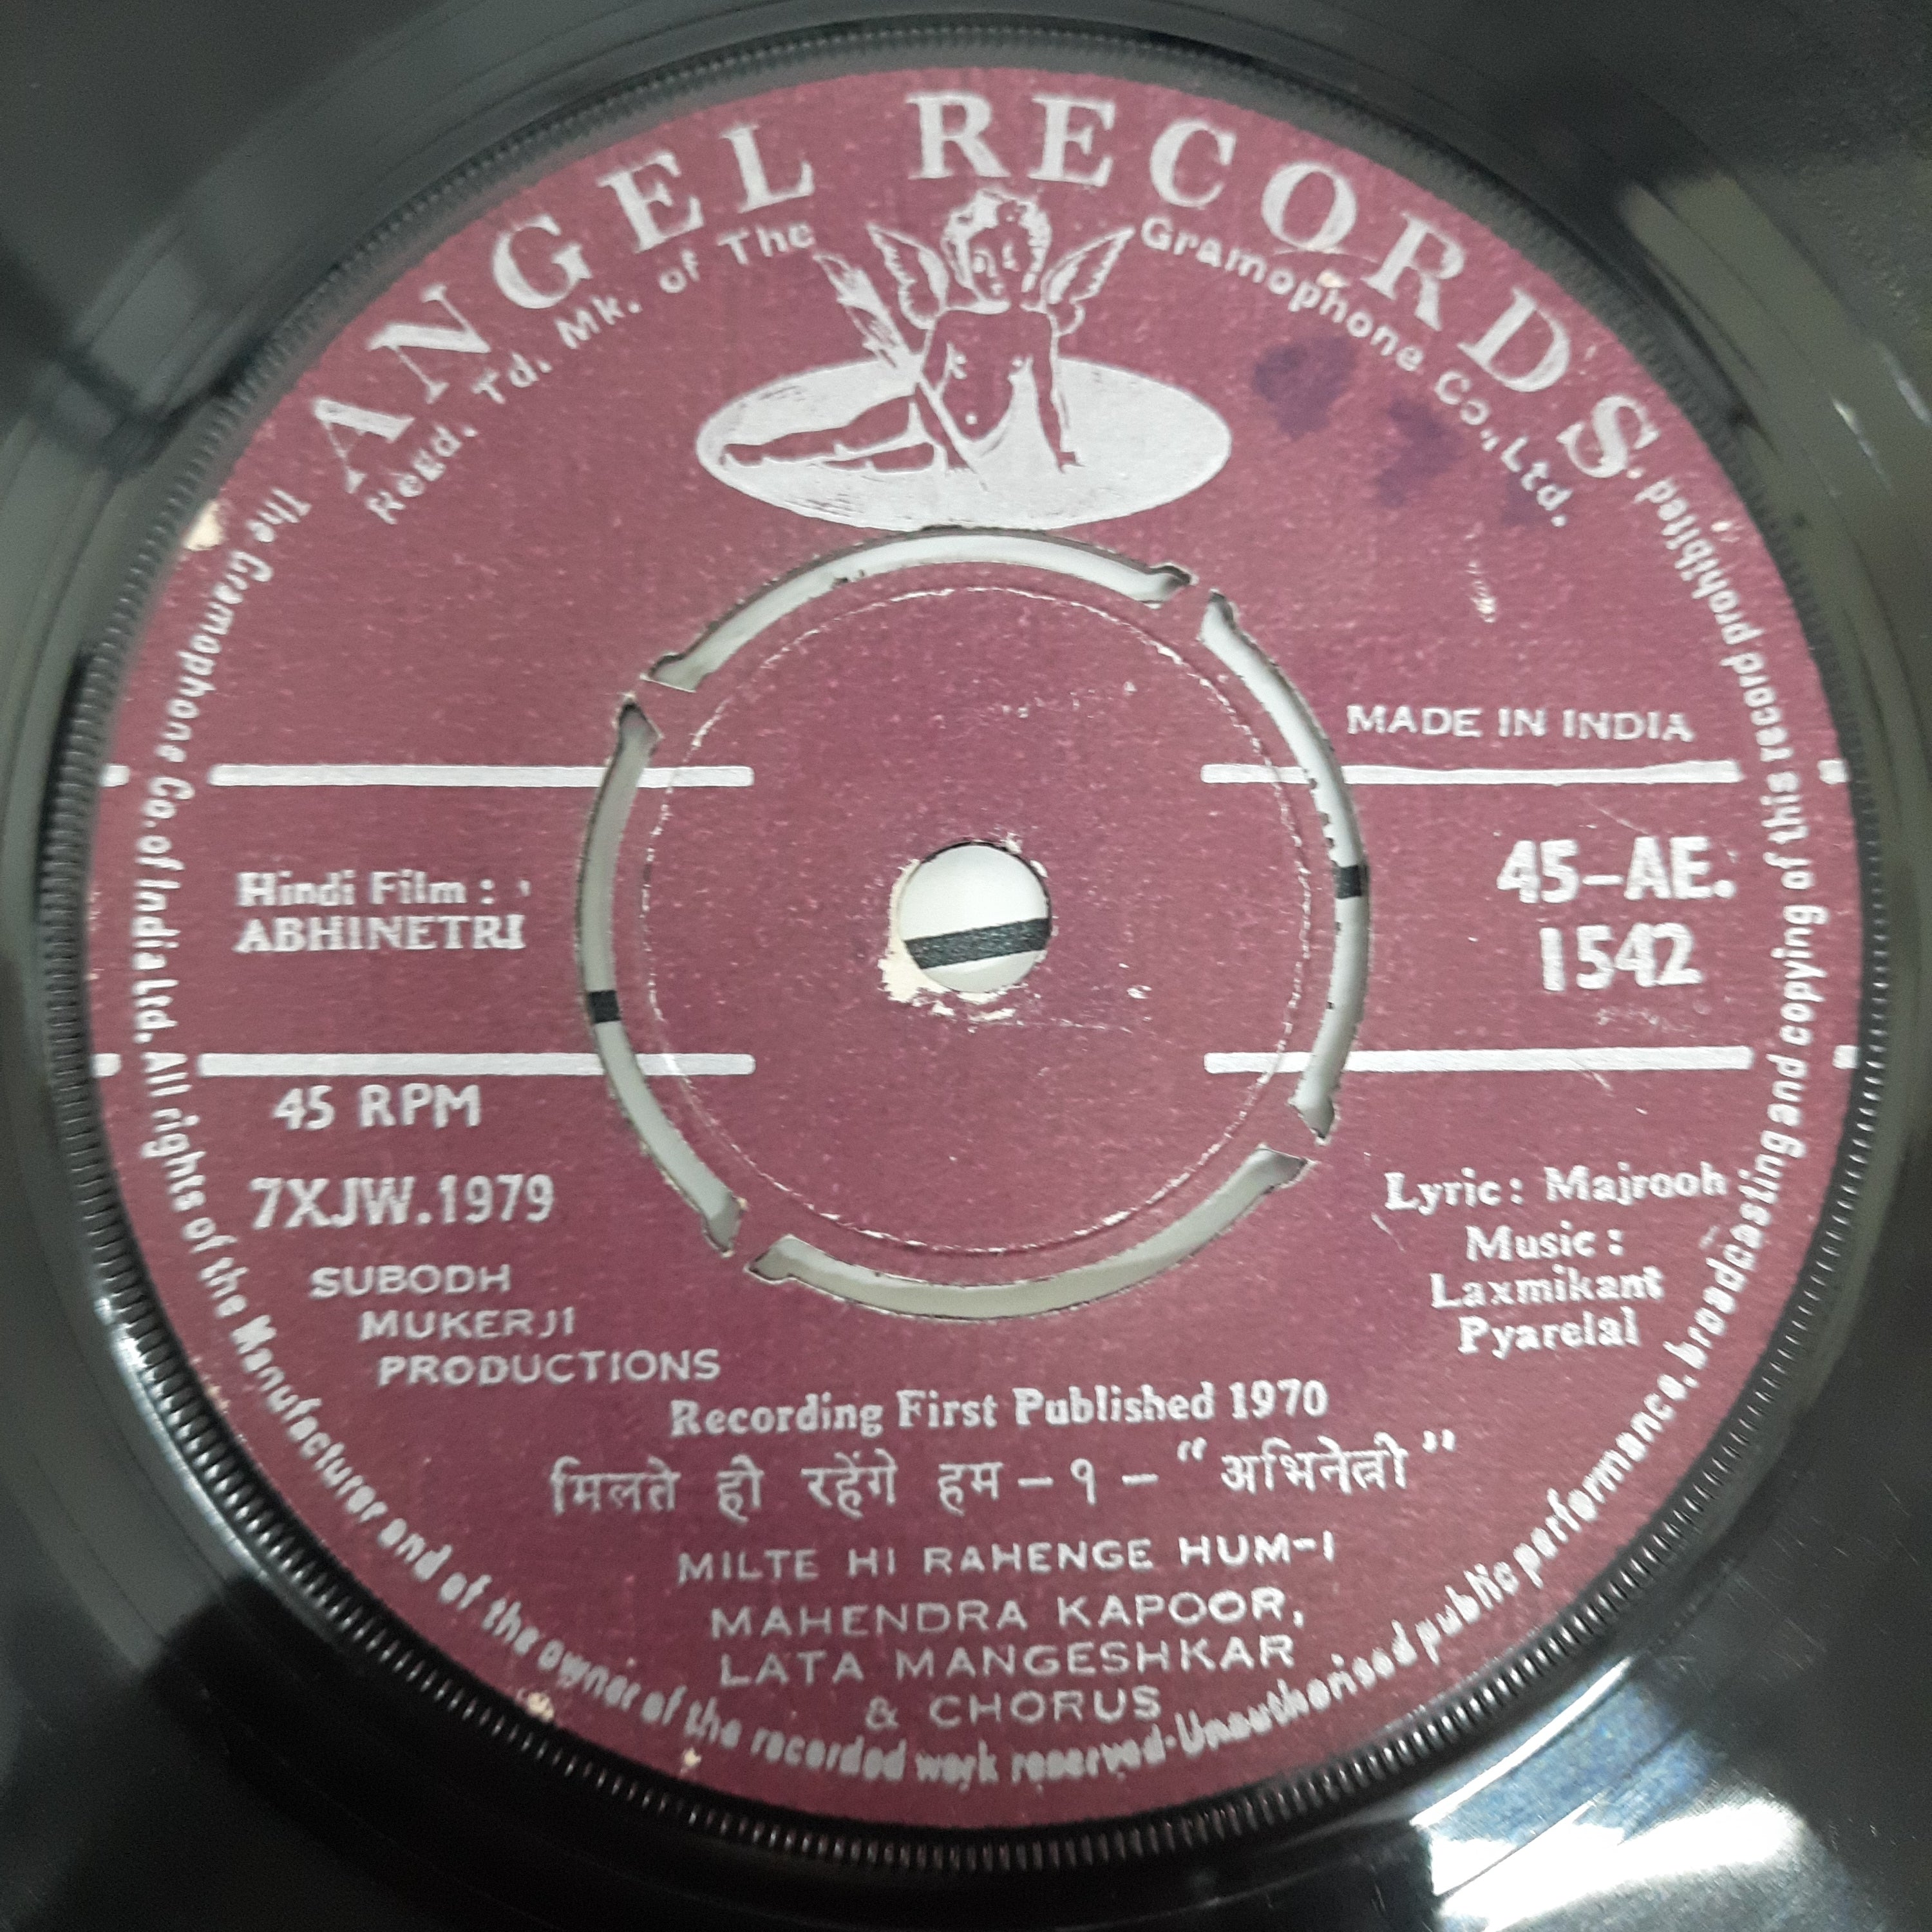 ANGEL RECORDS
Regd. Td. Mk. of The Gramophone Co., Ltd.
MADE IN INDIA
Hindi Film :
ABHINETRI
45-AE.
1542
45 RPM
7XJW.1979
SUBODH
MUKERJI
PRODUCTIONS
Lyric : Majrooh
Music :
Laxmikant
Pyarelal
Recording First Published 1970
मिलते ही रहेंगे हम – १ – “अभिनेत्री”
MILTE HI RAHENGE HUM-I
MAHENDRA KAPOOR,
LATA MANGESHKAR
& CHORUS
The Gramophone Co. of India Ltd. All rights of the Manufacturer and of the owner of the recorded work reserved·Unauthorised public performance, broadcasting and copying of this record prohibited.